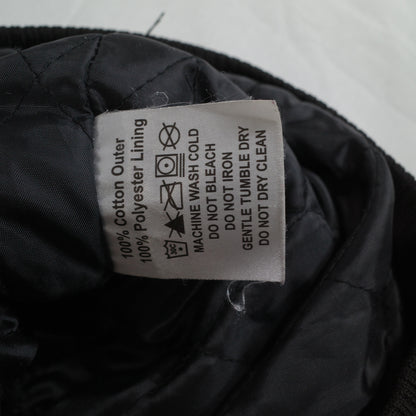 100% Cotton Outer
100% Polyester Lining
30C
MACHINE WASH COLD
DO NOT BLEACH
DO NOT IRON
GENTLE TUMBLE DRY
DO NOT DRY CLEAN